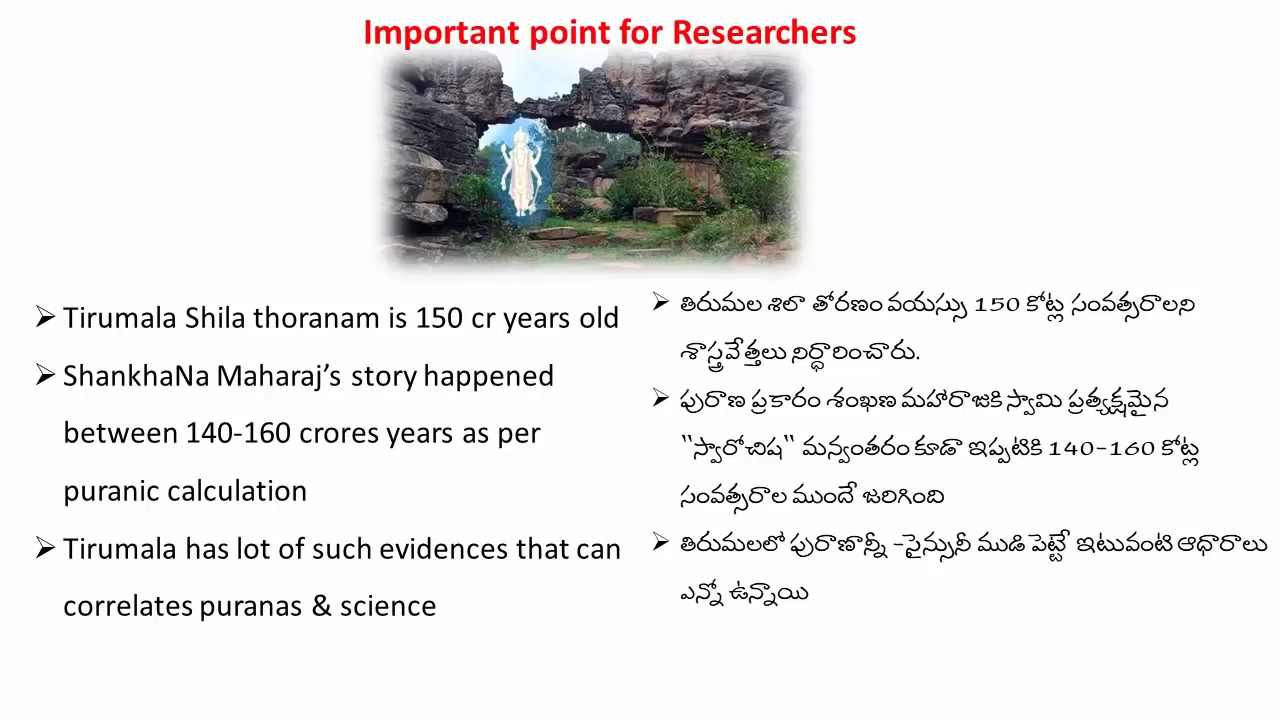 Important point for Researchers
➢ Tirumala Shila thoranam is 150 cr years old
➢ ShankhaNa Maharaj’s story happened
between 140-160 crores years as per
puranic calculation
➢ Tirumala has lot of such evidences that can
correlates puranas & science
➢ తిరుమల శిలా తోరణం వయస్సు 150 కోట్ల సంవత్సరాలని
శాస్త్రవేత్తలు నిర్ధారించారు.
➢ పురాణ ప్రకారం శంఖణ మహారాజుకి స్వామి ప్రత్యక్షమైన
"స్వారోచిష" మన్వంతరం కూడా ఇప్పటికి 140-160 కోట్ల
సంవత్సరాల ముందే జరిగింది
➢ తిరుమలలో పురాణాన్నీ -సైన్సునీ ముడి పెట్టే ఇటువంటి ఆధారాలు
ఎన్నో ఉన్నాయి